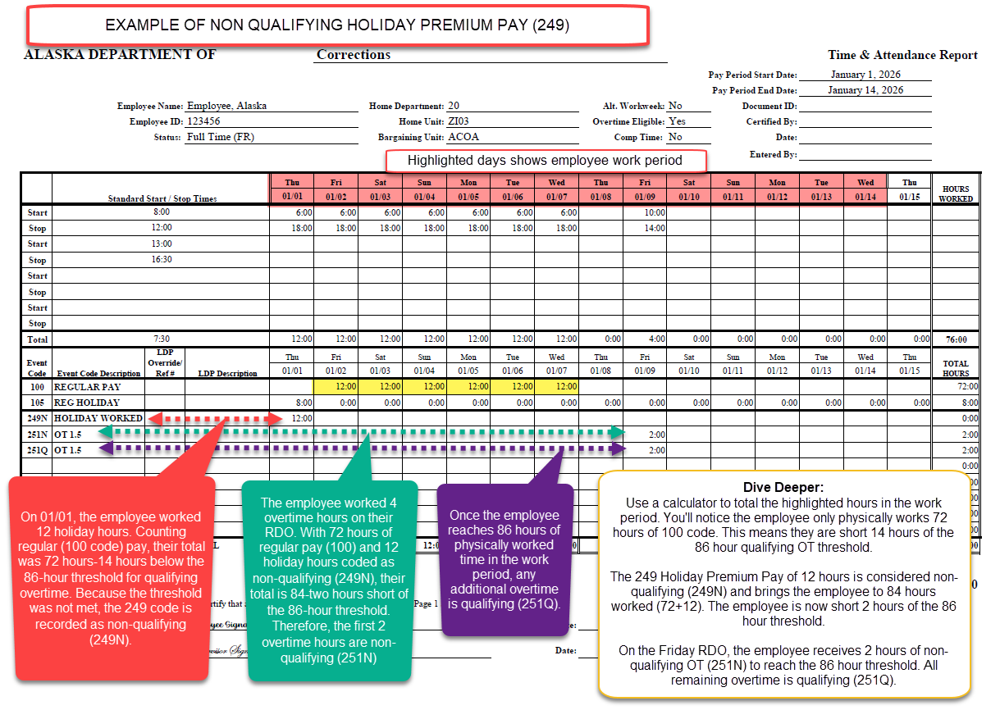 EXAMPLE OF NON QUALIFYING HOLIDAY PREMIUM PAY (249)
ALASKA DEPARTMENT OF Corrections Time & Attendance Report
Pay Period Start Date: January 1, 2026
Pay Period End Date: January 14, 2026
Employee Name: Employee, Alaska Home Department: 20 Alt. Workweek: No Document ID:
Employee ID: 123456 Home Unit: ZI03 Overtime Eligible: Yes Certified By:
Status: Full Time (FR) Bargaining Unit: ACOA Comp Time: No Date:
Entered By:
Highlighted days shows employee work period
Thu Fri Sat Sun Mon Tue Wed Thu Fri Sat Sun Mon Tue Wed Thu
Standard Start / Stop Times 01/01 01/02 01/03 01/04 01/05 01/06 01/07 01/08 01/09 01/10 01/11 01/12 01/13 01/14 01/15 HOURS WORKED
Start 8:00 6:00 6:00 6:00 6:00 6:00 6:00 6:00 10:00
Stop 12:00 18:00 18:00 18:00 18:00 18:00 18:00 18:00 14:00
Start 13:00
Stop 16:30
Start
Stop
Start
Stop
Total 7:30 12:00 12:00 12:00 12:00 12:00 12:00 12:00 0:00 4:00 0:00 0:00 0:00 0:00 0:00 0:00 76:00
Event Code Event Code Description LDP Override/ Ref # LDP Description
Thu Fri Sat Sun Mon Tue Wed Thu Fri Sat Sun Mon Tue Wed Thu
01/01 01/02 01/03 01/04 01/05 01/06 01/07 01/08 01/09 01/10 01/11 01/12 01/13 01/14 01/15 TOTAL HOURS
100 REGULAR PAY 12:00 12:00 12:00 12:00 12:00 12:00 72:00
105 REG HOLIDAY 8:00 0:00 0:00 0:00 0:00 0:00 0:00 0:00 0:00 0:00 0:00 0:00 0:00 0:00 0:00 8:00
249N HOLIDAY WORKED 12:00 0:00
251N OT 1.5 2:00 2:00
251Q OT 1.5 2:00 2:00
0:00
On 01/01, the employee worked
12 holiday hours. Counting
regular (100 code) pay, their total
was 72 hours-14 hours below the
86-hour threshold for qualifying
overtime. Because the threshold
was not met, the 249 code is
recorded as non-qualifying
(249N).
The employee worked 4
overtime hours on their
RDO. With 72 hours of
regular pay (100) and 12
holiday hours coded as
non-qualifying (249N), their
total is 84-two hours short of
the 86-hour threshold.
Therefore, the first 2
overtime hours are non-
qualifying (251N)
Once the employee
reaches 86 hours of
physically worked
time in the work
period, any
additional overtime
is qualifying (251Q).
Dive Deeper:
Use a calculator to total the highlighted hours in the work
period. You'll notice the employee only physically works 72
hours of 100 code. This means they are short 14 hours of the
86 hour qualifying OT threshold.
The 249 Holiday Premium Pay of 12 hours is considered non-
qualifying (249N) and brings the employee to 84 hours
worked (72+12). The employee is now short 2 hours of the 86
hour threshold.
On the Friday RDO, the employee receives 2 hours of non-
qualifying OT (251N) to reach the 86 hour threshold. All
remaining overtime is qualifying (251Q).
Page 1
Date: